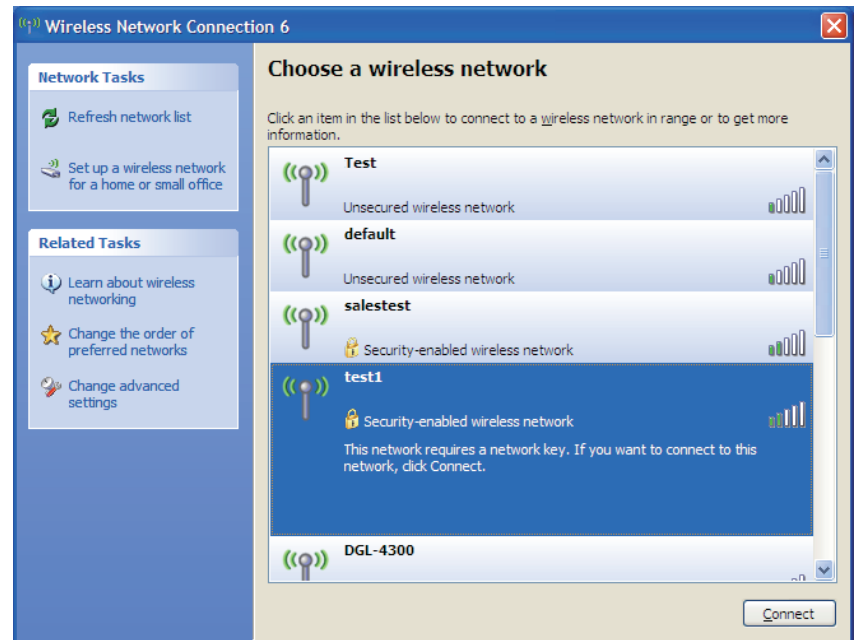 Wireless Network Connection 6
Network Tasks
Refresh network list
Set up a wireless network
for a home or small office
Related Tasks
Learn about wireless
networking
Change the order of
preferred networks
Change advanced
settings
Choose a wireless network
Click an item in the list below to connect to a wireless network in range or to get more
information.
Test
Unsecured wireless network
default
Unsecured wireless network
salestest
Security-enabled wireless network
test1
Security-enabled wireless network
This network requires a network key. If you want to connect to this
network, click Connect.
DGL-4300
Connect